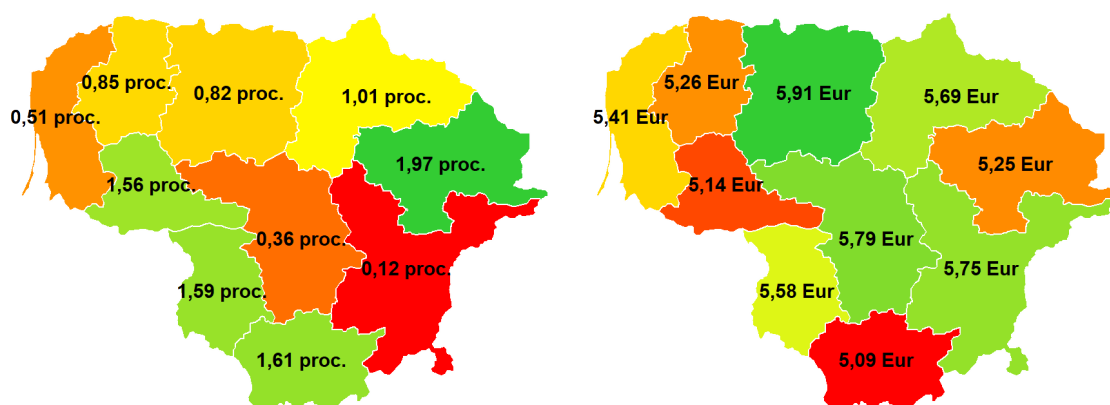 0,85 proc.
0,82 proc.
1,01 proc.
0,51 proc.
1,97 proc.
1,56 proc.
0,36 proc.
0,12 proc.
1,59 proc.
1,61 proc.
5,26 Eur
5,91 Eur
5,69 Eur
5,41 Eur
5,25 Eur
5,14 Eur
5,79 Eur
5,75 Eur
5,58 Eur
5,09 Eur